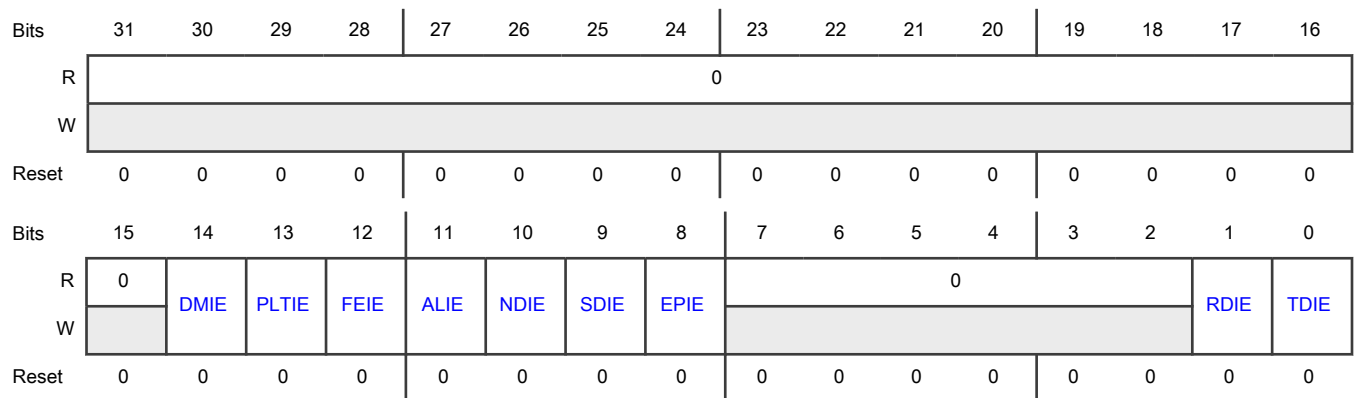 Bits 31 30 29 28 27 26 25 24 23 22 21 20 19 18 17 16
R 0
W
Reset 0 0 0 0 0 0 0 0 0 0 0 0 0 0 0 0
Bits 15 14 13 12 11 10 9 8 7 6 5 4 3 2 1 0
R 0 DMIE PLTIE FEIE ALIE NDIE SDIE EPIE 0 RDIE TDIE
W
Reset 0 0 0 0 0 0 0 0 0 0 0 0 0 0 0 0